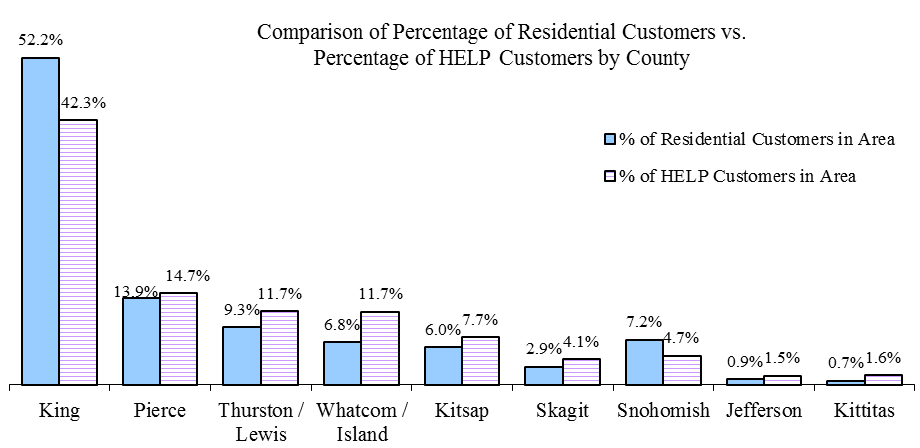 Comparison of Percentage of Residential Customers vs.
Percentage of HELP Customers by County
% of Residential Customers in Area
% of HELP Customers in Area
52.2%
42.3%
13.9%
14.7%
9.3%
11.7%
6.8%
11.7%
6.0%
7.7%
2.9%
4.1%
7.2%
4.7%
0.9%
1.5%
0.7%
1.6%
King
Pierce
Thurston /
Lewis
Whatcom /
Island
Kitsap
Skagit
Snohomish
Jefferson
Kittitas